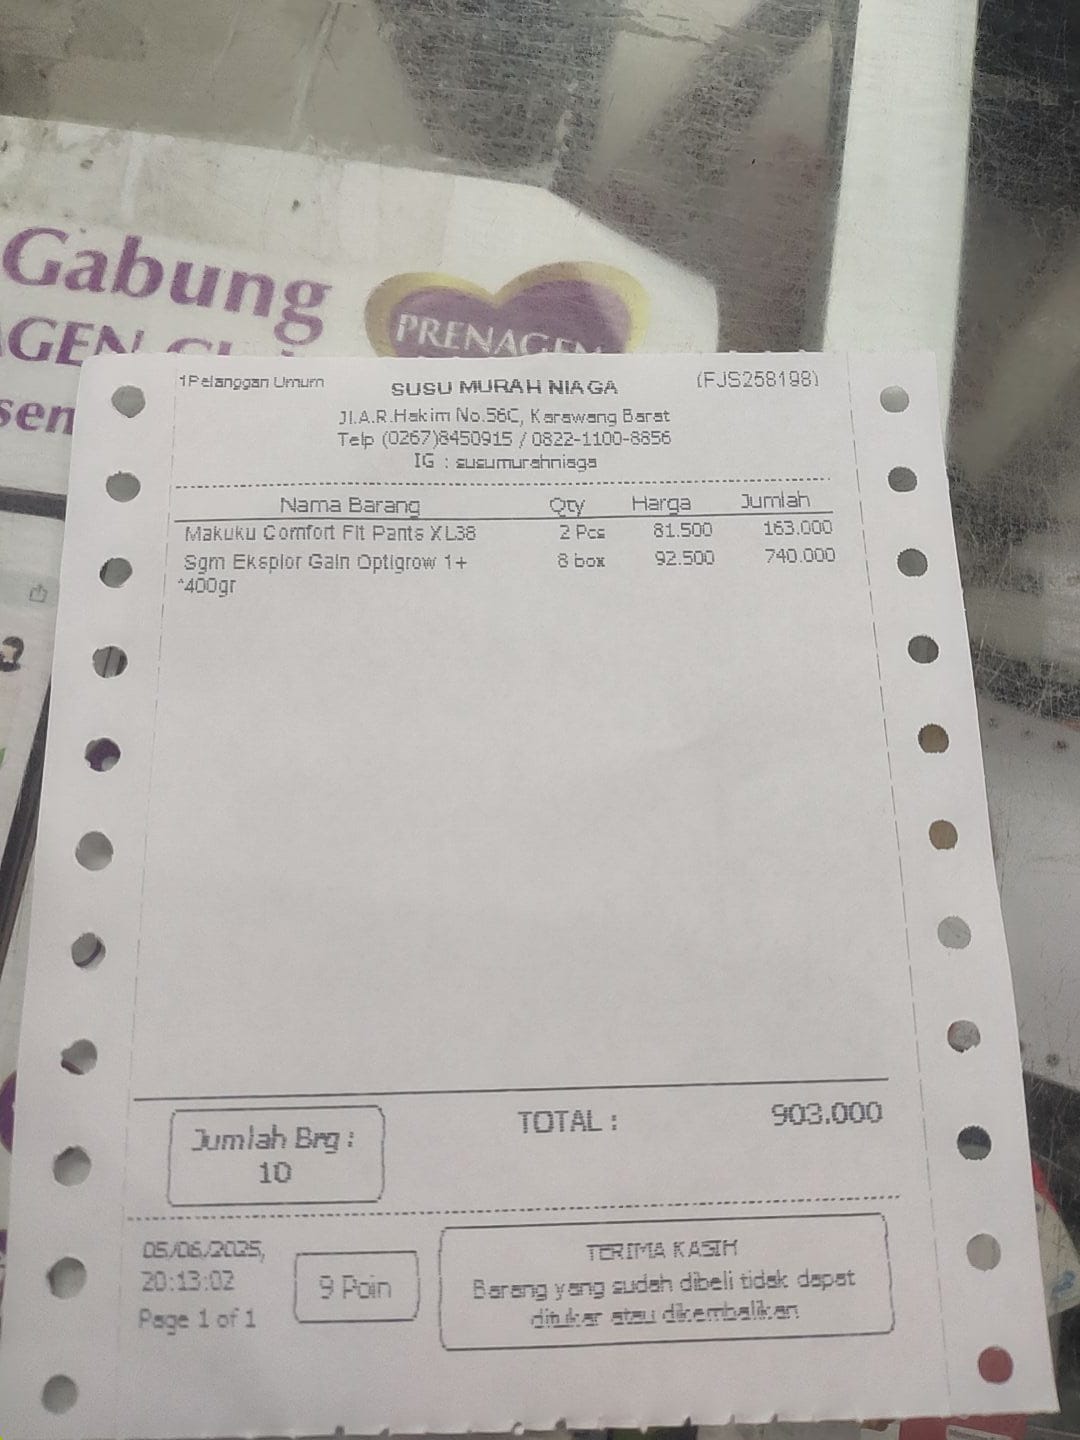 Gabung
AGEN Cl
sen
PRENAGEN
1 Pelanggan Umum
SUSU MURAH NIAGA
(FJS258198)
Jl.A.R.Hakim No.56C, Karawang Barat
Telp (0267)8450915 / 0822-1100-8856
IG : susumurahniaga
Nama Barang Qty Harga Jumlah
Makuku Comfort Fit Pants XL38 2 Pcs 81.500 163.000
Sgm Eksplor Gain Optigrow 1+ 8 box 92.500 740.000
*400gr
Jumlah Brg :
10
TOTAL : 903.000
05/06/2025,
20:13:02
Page 1 of 1
9 Poin
TERIMA KASIH
Barang yang sudah dibeli tidak dapat
ditukar atau dikembalikan